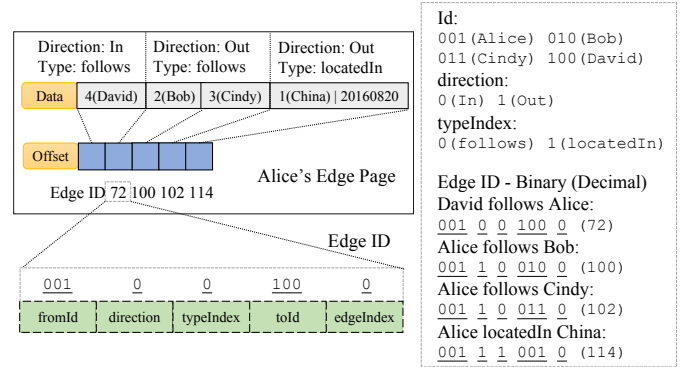 Direction: In Direction: Out Direction: Out
Type: follows Type: follows Type: locatedIn
Data 4(David) 2(Bob) 3(Cindy) 1(China) | 20160820
Offset
Alice's Edge Page
Edge ID 72 100 102 114
Edge ID
001 0 0 100 0
fromId direction typeIndex toId edgeIndex
Id:
001(Alice) 010(Bob)
011(Cindy) 100(David)
direction:
0(In) 1(Out)
typeIndex:
0(follows) 1(locatedIn)
Edge ID - Binary (Decimal)
David follows Alice:
001 0 0 100 0 (72)
Alice follows Bob:
001 1 0 010 0 (100)
Alice follows Cindy:
001 1 0 011 0 (102)
Alice locatedIn China:
001 1 1 001 0 (114)